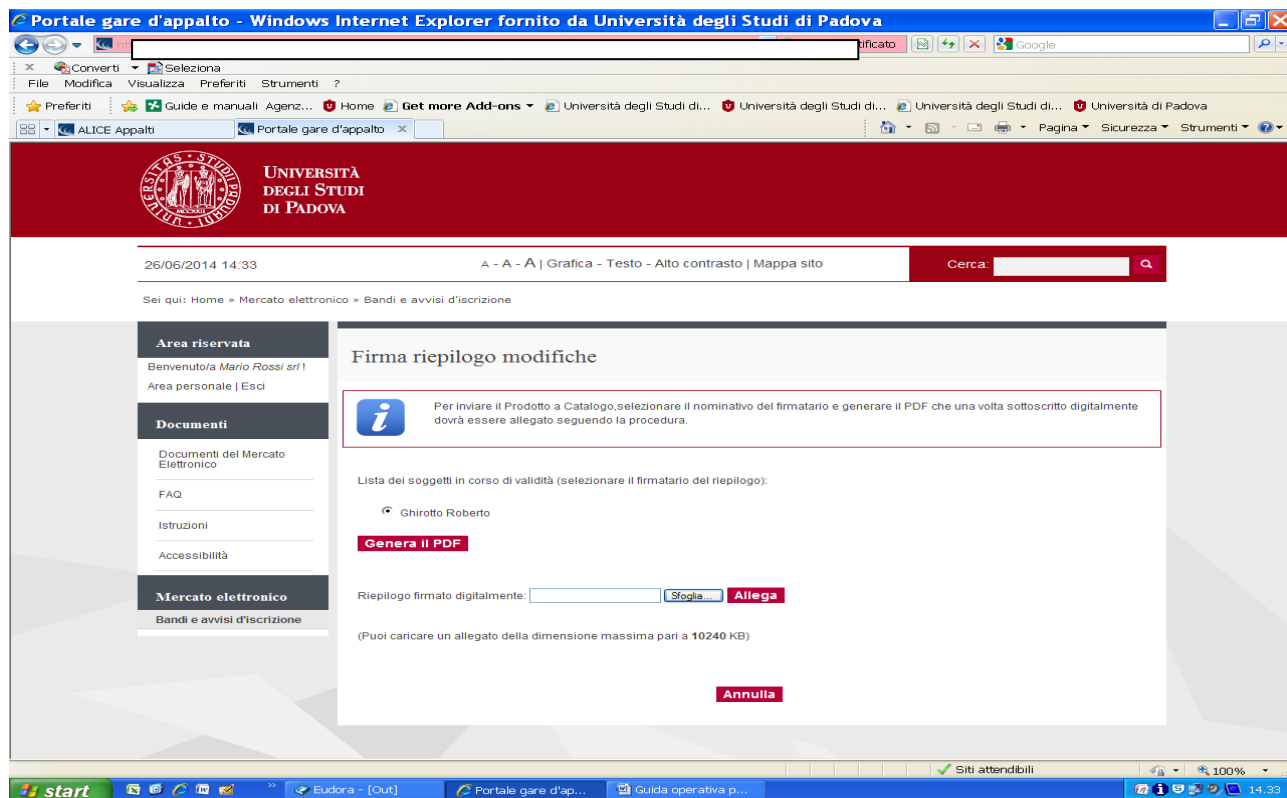 Portale gare d'appalto - Windows Internet Explorer fornito da Università degli Studi di Padova
tificato
Google
x Converti Seleziona
File Modifica Visualizza Preferiti Strumenti ?
Preferiti Guide e manuali Agenz... Home Get more Add-ons Università degli Studi di... Università degli Studi di... Università degli Studi di... Università di Padova
ALICE Appalti Portale gare d'appalto x Pagina Sicurezza Strumenti
UNIVERSITÀ
DEGLI STUDI
DI PADOVA
26/06/2014 14:33
A - A - A | Grafica - Testo - Alto contrasto | Mappa sito
Cerca:
Sei qui: Home » Mercato elettronico » Bandi e avvisi d'iscrizione
Area riservata
Benvenuto/a Mario Rossi srl !
Area personale | Esci
Documenti
Documenti del Mercato
Elettronico
FAQ
Istruzioni
Accessibilità
Mercato elettronico
Bandi e avvisi d'iscrizione
Firma riepilogo modifiche
Per inviare il Prodotto a Catalogo,selezionare il nominativo del firmatario e generare il PDF che una volta sottoscritto digitalmente
dovrà essere allegato seguendo la procedura.
Lista dei soggetti in corso di validità (selezionare il firmatario del riepilogo):
Ghirotto Roberto
Genera il PDF
Riepilogo firmato digitalmente: Sfoglia... Allega
(Puoi caricare un allegato della dimensione massima pari a 10240 KB)
Annulla
Siti attendibili 100%
start Eudora - [Out] Portale gare d'ap... Guida operativa p... 14.33